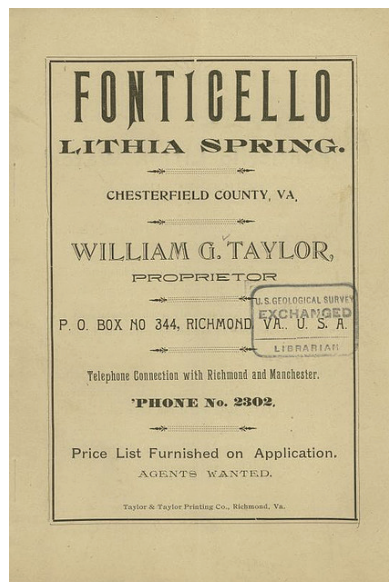 FONTICELLO
LITHIA SPRING.
CHESTERFIELD COUNTY, VA,
WILLIAM G. TAYLOR,
PROPRIETOR
U.S. GEOLOGICAL SURVEY
EXCHANGED
LIBRARIAN
P. O. BOX NO 344, RICHMOND, VA.. U. S. A.
Telephone Connection with Richmond and Manchester.
'PHONE No. 2302.
Price List Furnished on Application.
AGENTS WANTED.
Taylor & Taylor Printing Co., Richmond, Va.